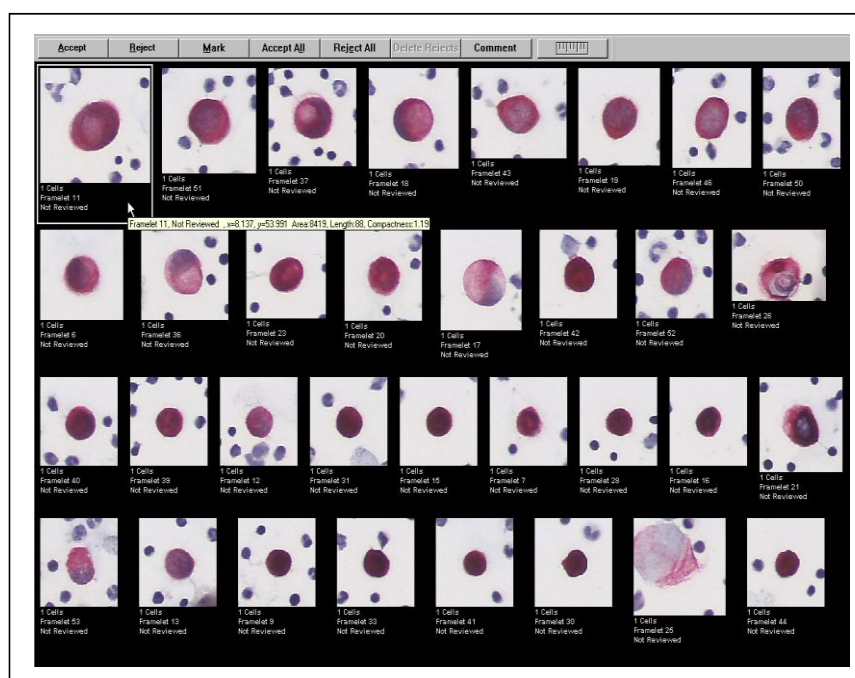 Accept Reject Mark Accept All Reject All Delete Rejects Comment
1 Cells
Framelet 11
Not Reviewed
1 Cells
Framelet 51
Not Reviewed
1 Cells
Framelet 37
Not Reviewed
1 Cells
Framelet 18
Not Reviewed
1 Cells
Framelet 43
Not Reviewed
1 Cells
Framelet 19
Not Reviewed
1 Cells
Framelet 46
Not Reviewed
1 Cells
Framelet 50
Not Reviewed
Framelet 11, Not Reviewed , x=8.137, y=53.991 Area:8419, Length:88, Compactness:1.19
1 Cells
Framelet 6
Not Reviewed
1 Cells
Framelet 36
Not Reviewed
1 Cells
Framelet 23
Not Reviewed
1 Cells
Framelet 20
Not Reviewed
1 Cells
Framelet 17
Not Reviewed
1 Cells
Framelet 42
Not Reviewed
1 Cells
Framelet 52
Not Reviewed
1 Cells
Framelet 26
Not Reviewed
1 Cells
Framelet 40
Not Reviewed
1 Cells
Framelet 39
Not Reviewed
1 Cells
Framelet 12
Not Reviewed
1 Cells
Framelet 31
Not Reviewed
1 Cells
Framelet 15
Not Reviewed
1 Cells
Framelet 7
Not Reviewed
1 Cells
Framelet 28
Not Reviewed
1 Cells
Framelet 16
Not Reviewed
1 Cells
Framelet 21
Not Reviewed
1 Cells
Framelet 53
Not Reviewed
1 Cells
Framelet 13
Not Reviewed
1 Cells
Framelet 9
Not Reviewed
1 Cells
Framelet 33
Not Reviewed
1 Cells
Framelet 41
Not Reviewed
1 Cells
Framelet 30
Not Reviewed
1 Cells
Framelet 25
Not Reviewed
1 Cells
Framelet 44
Not Reviewed